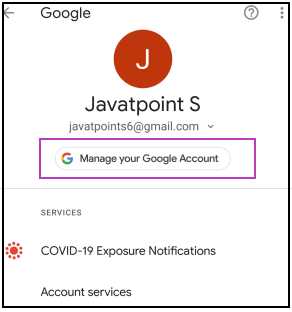 Google
J
Javatpoint S
javatpoints6@gmail.com
G Manage your Google Account
SERVICES
COVID-19 Exposure Notifications
Account services